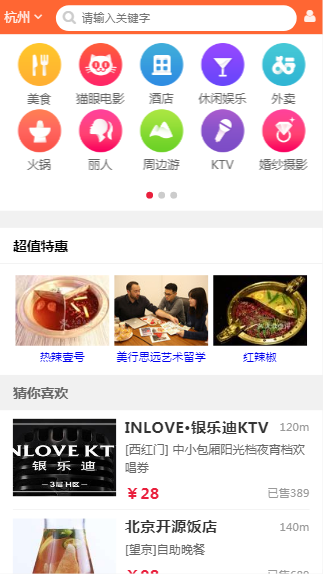 杭州
请输入关键字
美食 猫眼电影 酒店 休闲娱乐 外卖
火锅 丽人 周边游 KTV 婚纱摄影
超值特惠
热辣壹号 美行思远艺术留学 红辣椒
猜你喜欢
INLOVE KT
银乐迪
3层H区
INLOVE•银乐迪KTV 120m
[西红门] 中小包厢阳光档夜宵档欢
唱券
￥28 已售389
北京开源饭店 140m
[望京]自助晚餐